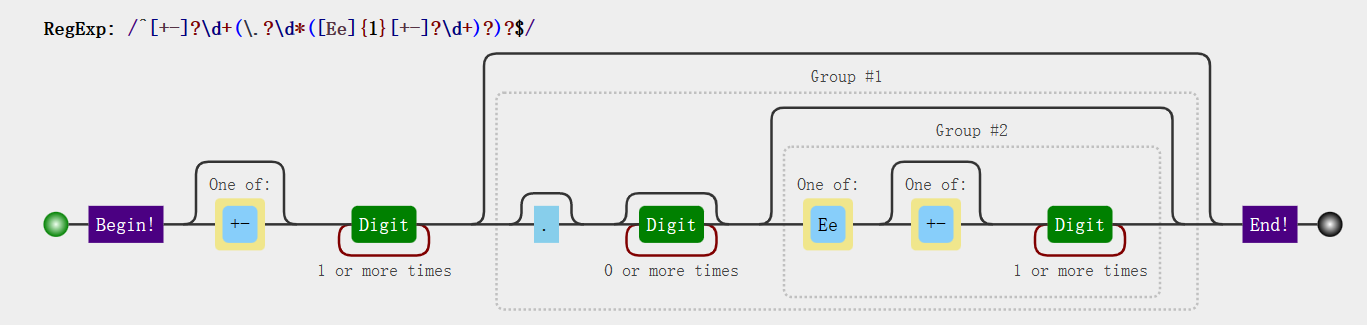 RegExp: /^[+-]?\d+(\.?\d*([Ee]{1}[+-]?\d+)?)?$/
Group #1
Group #2
One of:
One of:
One of:
Begin!
+-
Digit
.
Digit
Ee
+-
Digit
End!
1 or more times
0 or more times
1 or more times